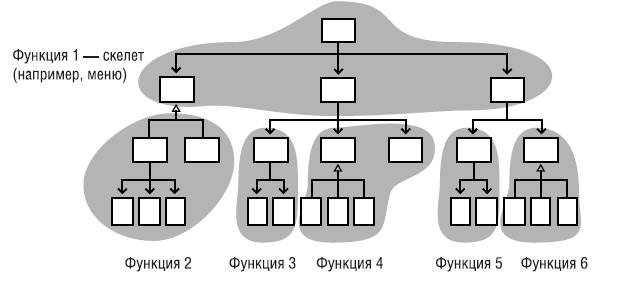 Функция 1 — скелет
(например, меню)
Функция 2
Функция 3
Функция 4
Функция 5
Функция 6